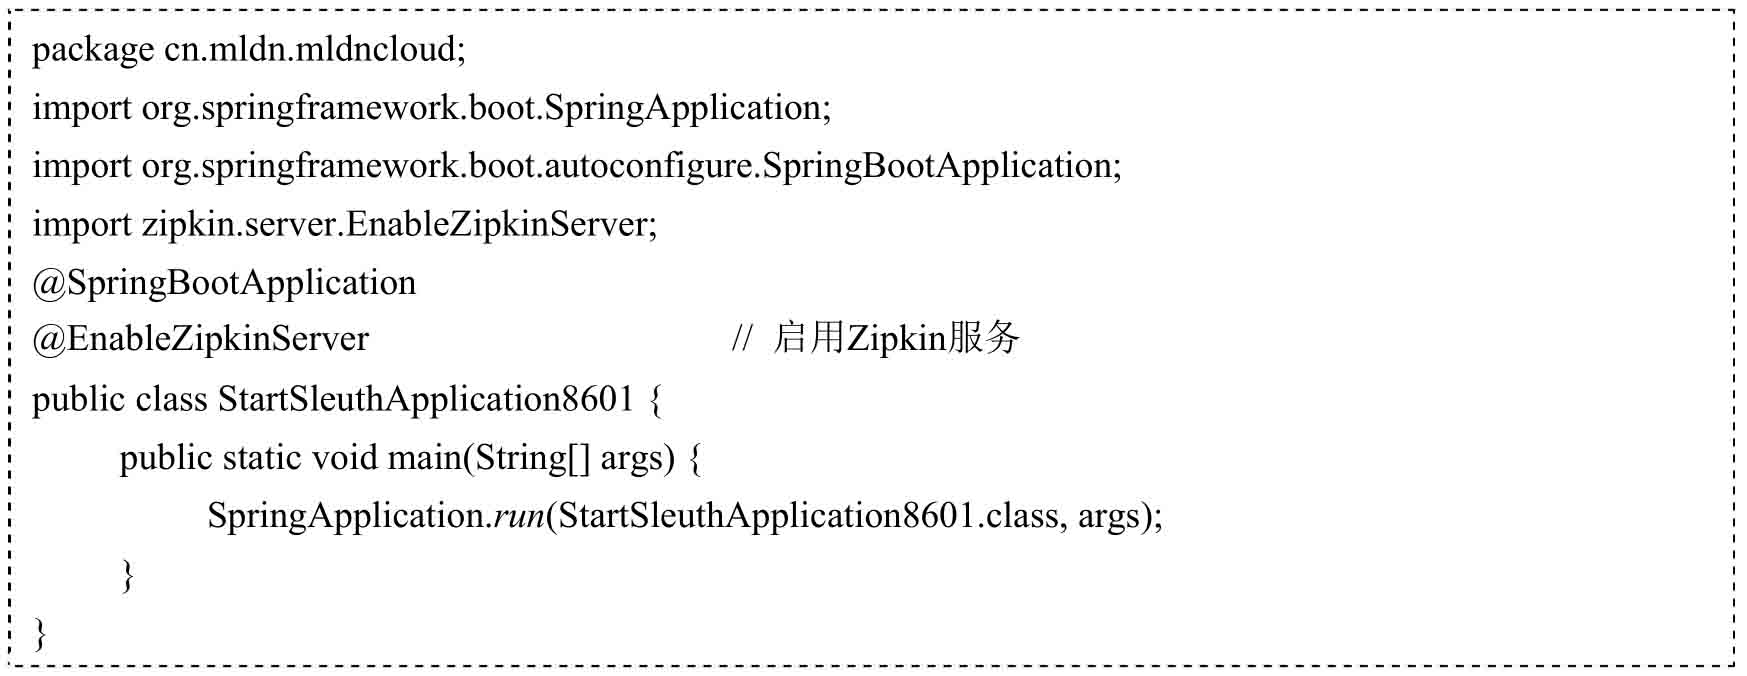 package cn.mldn.mldncloud;
import org.springframework.boot.SpringApplication;
import org.springframework.boot.autoconfigure.SpringBootApplication;
import zipkin.server.EnableZipkinServer;
@SpringBootApplication
@EnableZipkinServer // 启用Zipkin服务
public class StartSleuthApplication8601 {
public static void main(String[] args) {
SpringApplication.run(StartSleuthApplication8601.class, args);
}
}